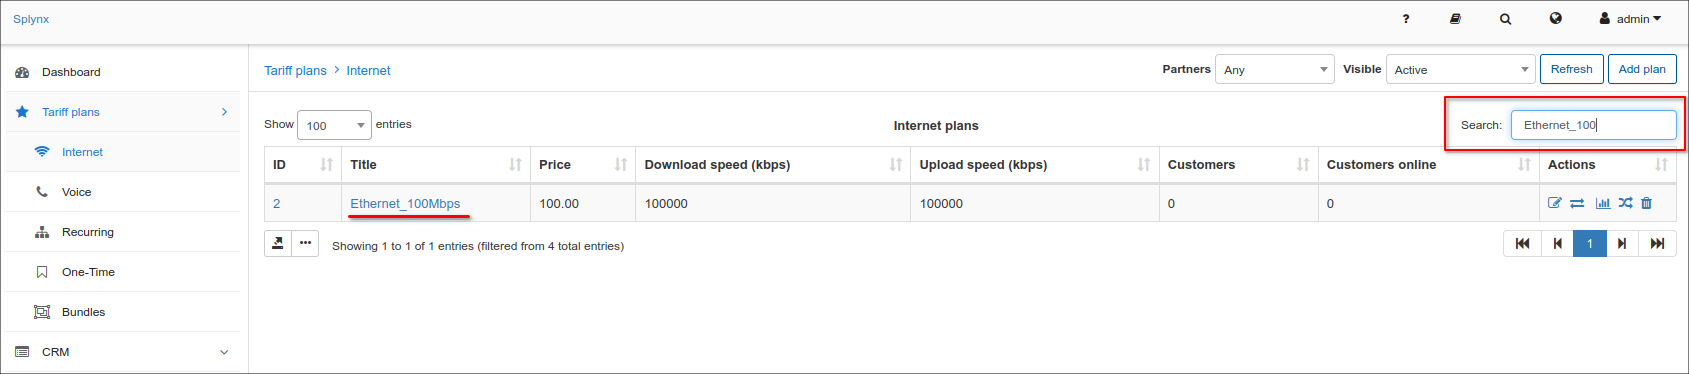 Splynx
? admin
Dashboard
Tariff plans
Internet
Voice
Recurring
One-Time
Bundles
CRM
Tariff plans > Internet
Partners Any Visible Active Refresh Add plan
Show 100 entries
Internet plans
Search: Ethernet_100
ID Title Price Download speed (kbps) Upload speed (kbps) Customers Customers online Actions
2 Ethernet_100Mbps 100.00 100000 100000 0 0
... Showing 1 to 1 of 1 entries (filtered from 4 total entries)
1